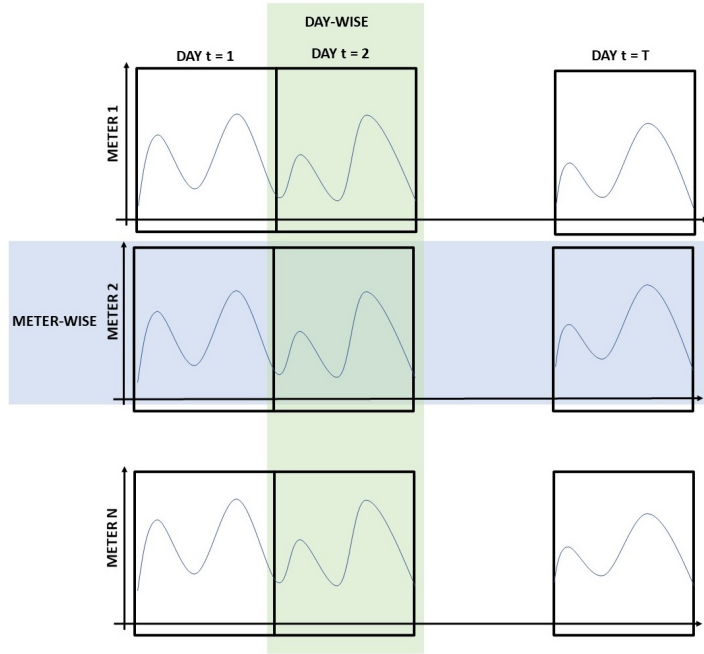 DAY-WISE
DAY t = 1
DAY t = 2
DAY t = T
METER 1
METER-WISE
METER 2
METER N